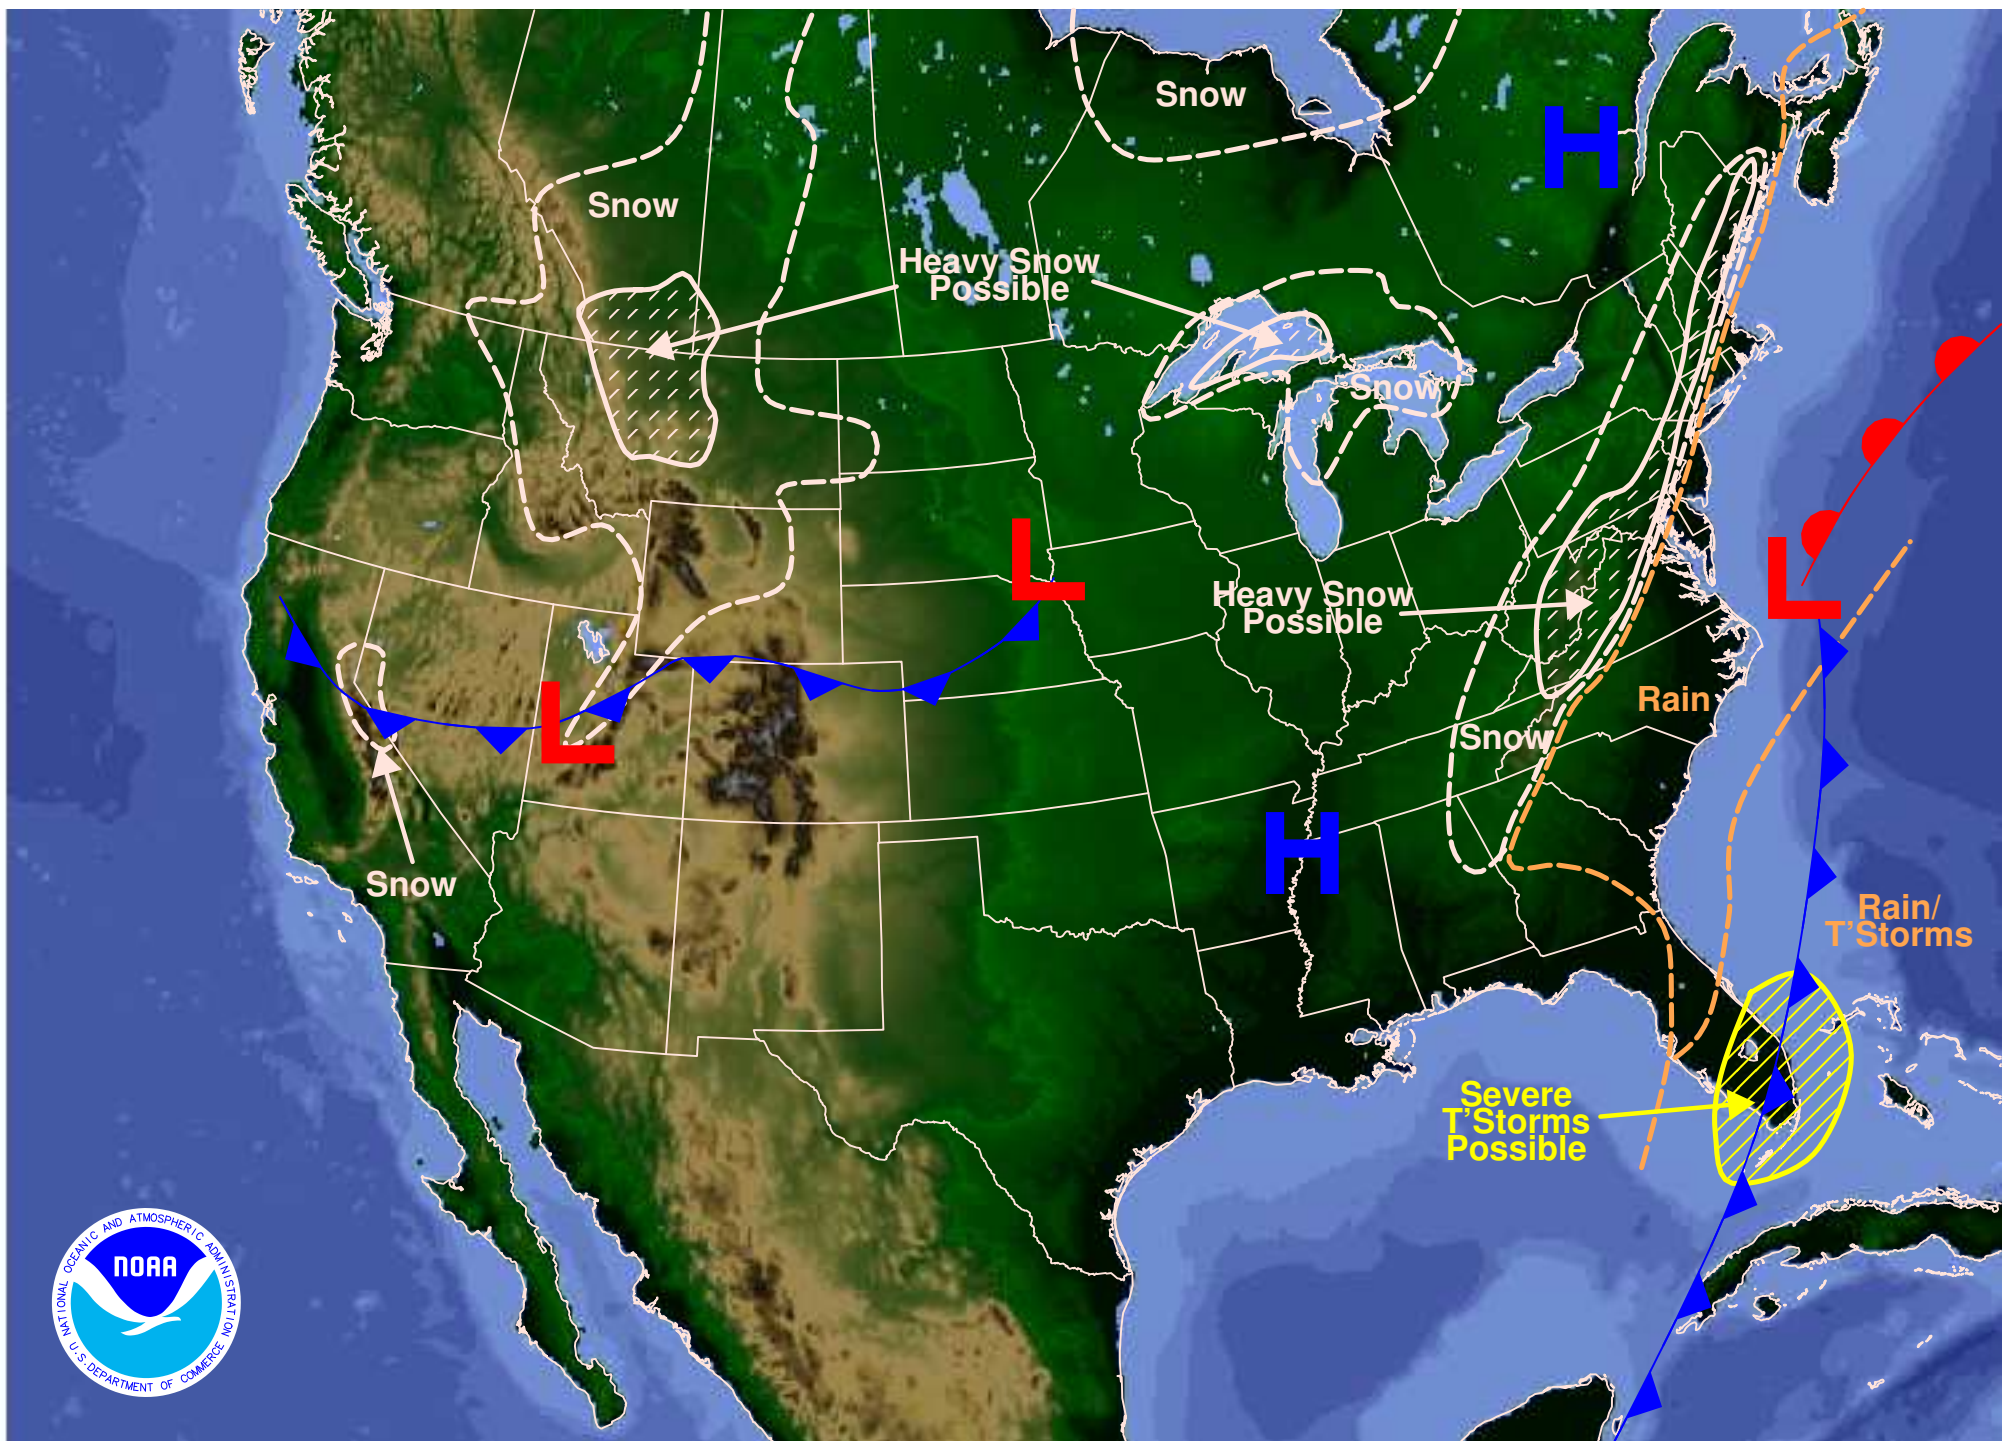 Snow
H
Snow
Heavy Snow
Possible
Snow
L
L
Heavy Snow
Possible
Rain
L
Snow
H
Snow
Rain/
T'Storms
Severe
T'Storms
Possible
NATIONAL OCEANIC AND ATMOSPHERIC ADMINISTRATION
NOAA
U.S. DEPARTMENT OF COMMERCE